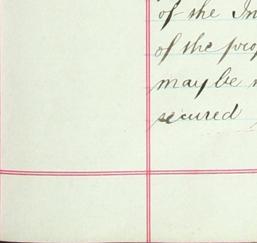 of the In
of the prop
may be
secured